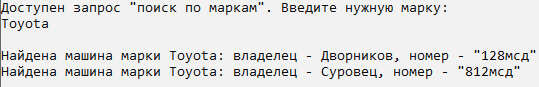 Доступен запрос "поиск по маркам". Введите нужную марку:
Toyota
Найдена машина марки Toyota: владелец - Дворников, номер - "128мсд"
Найдена машина марки Toyota: владелец - Суровец, номер - "812мсд"